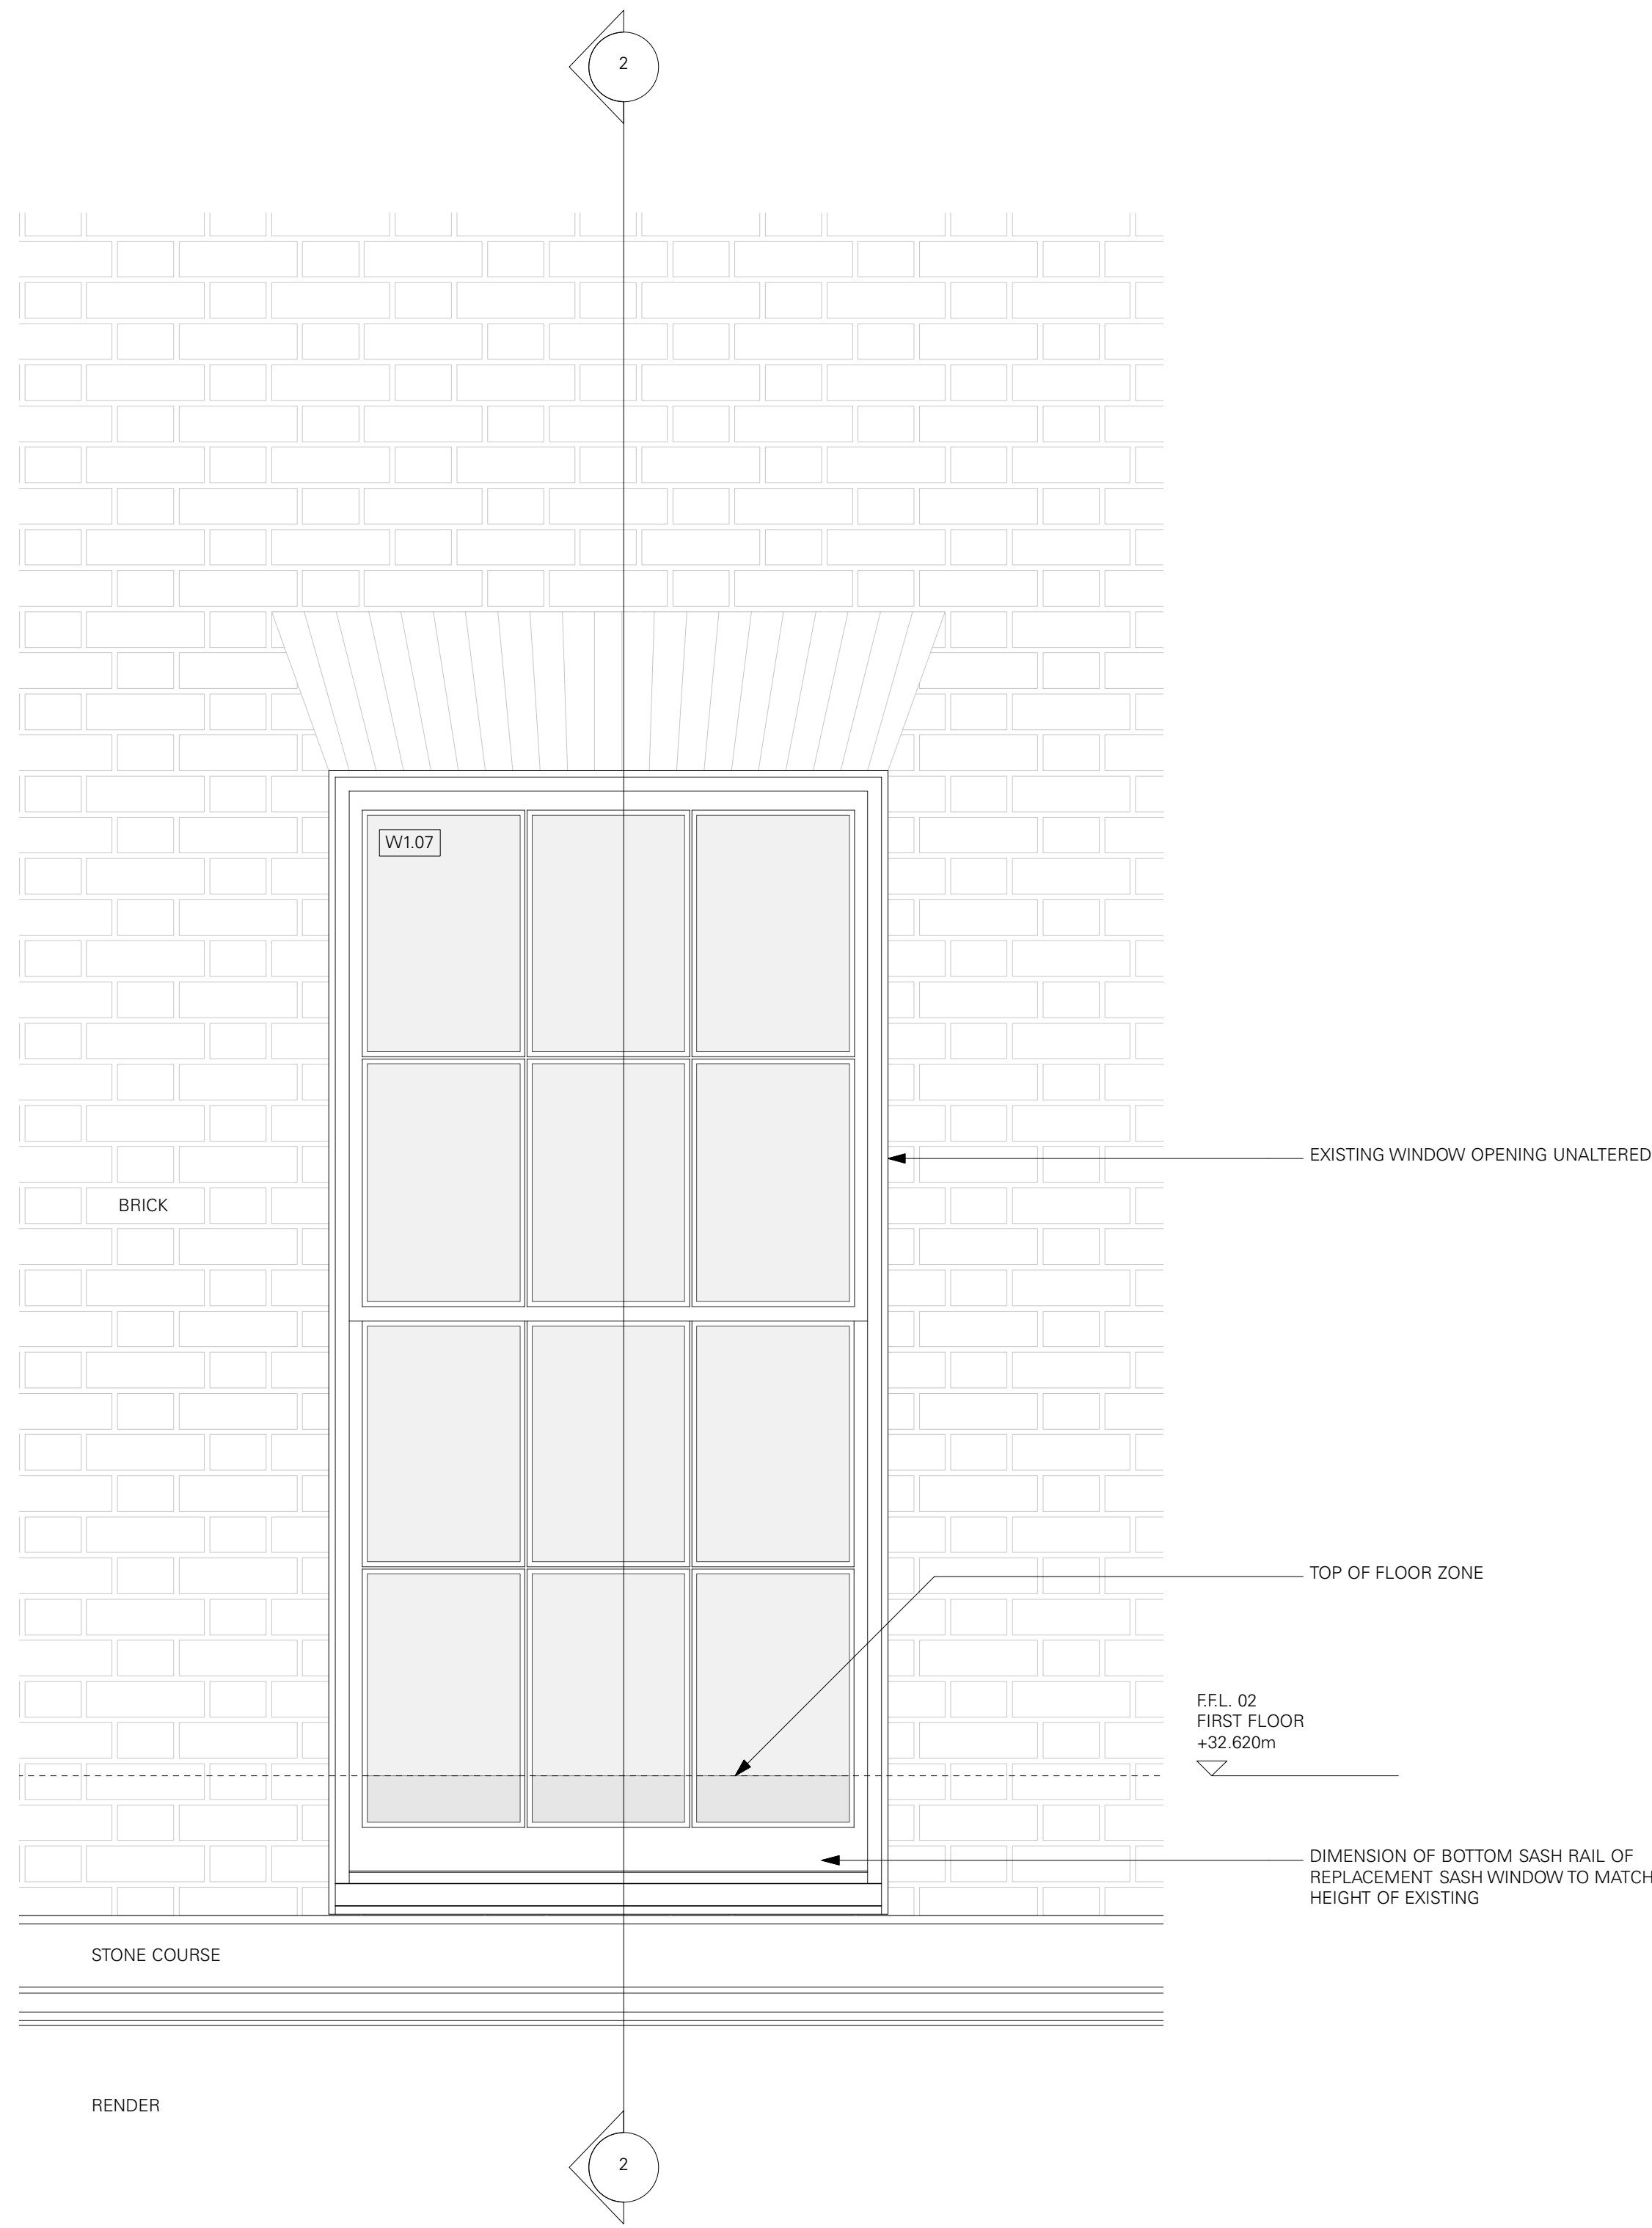 2
W1.07
EXISTING WINDOW OPENING UNALTERED
BRICK
TOP OF FLOOR ZONE
F.F.L. 02
FIRST FLOOR
+32.620m
DIMENSION OF BOTTOM SASH RAIL OF
REPLACEMENT SASH WINDOW TO MATCH
HEIGHT OF EXISTING
STONE COURSE
RENDER
2